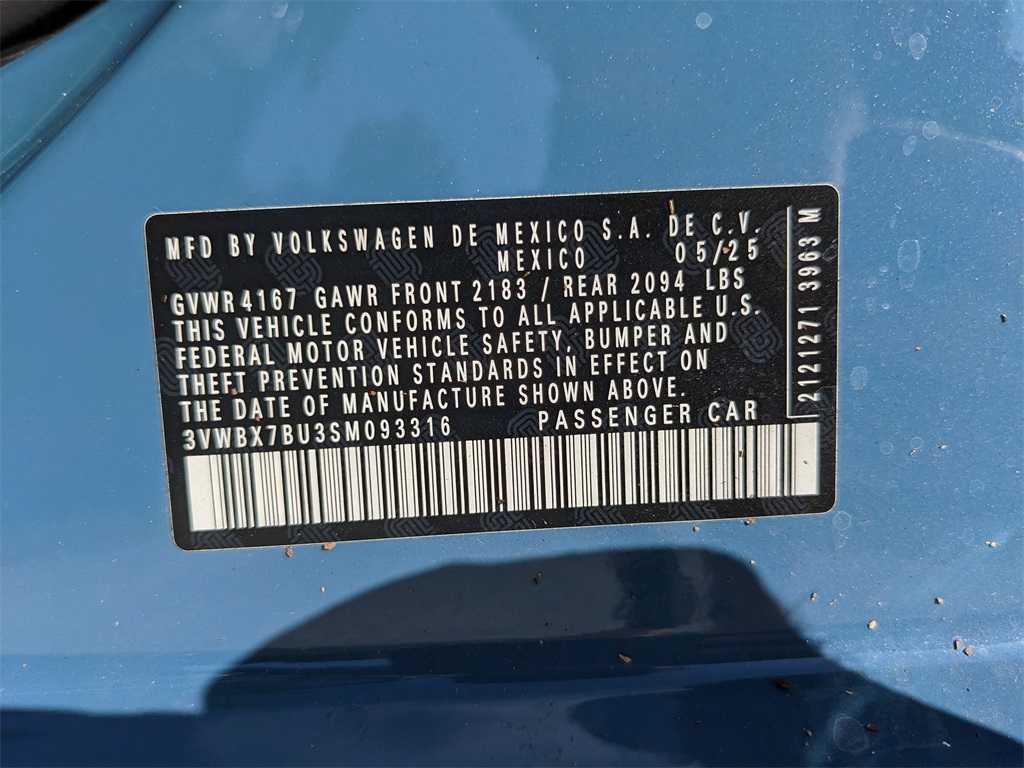 MFD BY VOLKSWAGEN DE MEXICO S.A. DE C.V.
MEXICO 05/25
GVWR 4167 GAWR FRONT 2183 / REAR 2094 LBS
THIS VEHICLE CONFORMS TO ALL APPLICABLE U.S.
FEDERAL MOTOR VEHICLE SAFETY, BUMPER AND
THEFT PREVENTION STANDARDS IN EFFECT ON
THE DATE OF MANUFACTURE SHOWN ABOVE.
3VWBX7BU3SM093316 PASSENGER CAR
2121271 3963 M